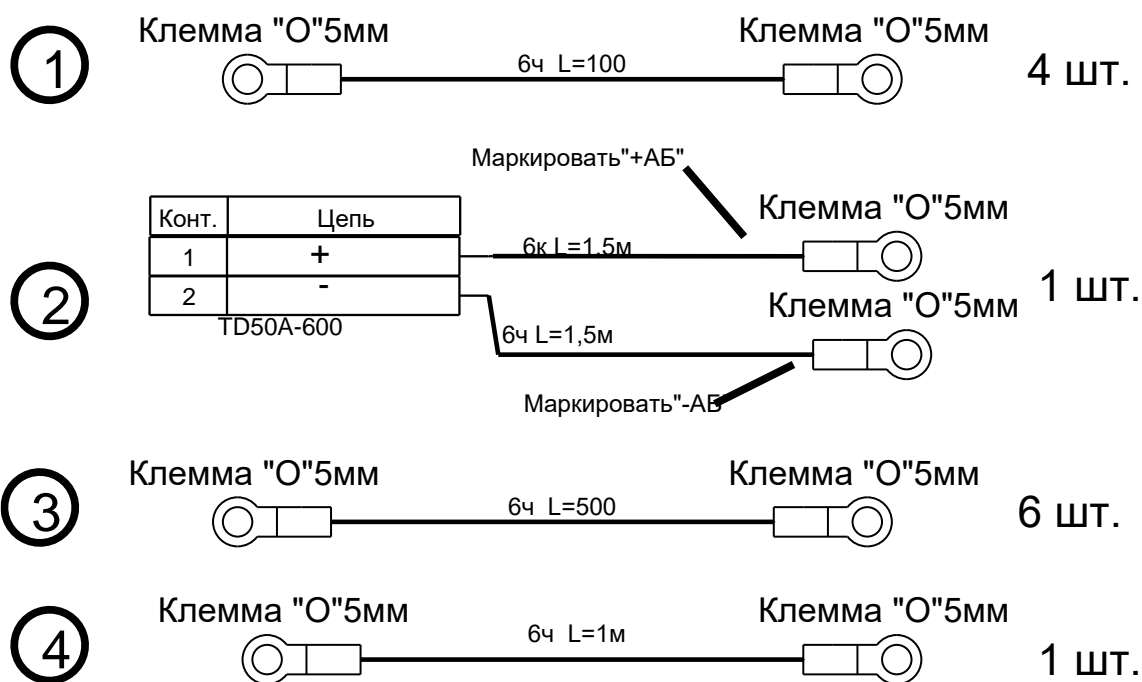 Клемма "О"5мм
Клемма "О"5мм
1
6ч L=100
4 шт.
Маркировать"+АБ"
Клемма "О"5мм
Конт.
Цепь
1
+
6к L=1.5м
2
-
2
1 шт.
Клемма "О"5мм
TD50A-600
6ч L=1,5м
Маркировать"-АБ
Клемма "О"5мм
Клемма "О"5мм
3
6ч L=500
6 шт.
Клемма "О"5мм
Клемма "О"5мм
4
6ч L=1м
1 шт.